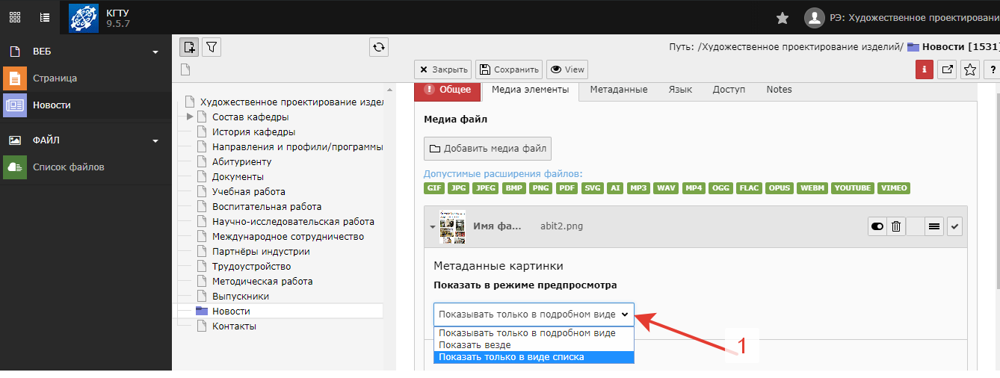 КГТУ
9.5.7
РЭ: Художественное проектировани
ВЕБ
Страница
Новости
ФАЙЛ
Список файлов
Путь: /Художественное проектирование изделий/ Новости [1531]
Закрыть
Сохранить
View
i
?
Художественное проектирование издел
Состав кафедры
История кафедры
Направления и профили/программы
Абитуриенту
Документы
Учебная работа
Воспитательная работа
Научно-исследовательская работа
Международное сотрудничество
Партнёры индустрии
Трудоустройство
Методическая работа
Выпускники
Новости
Контакты
! Общее
Медиа элементы
Метаданные
Язык
Доступ
Notes
Медиа файл
Добавить медиа файл
Допустимые расширения файлов:
GIF JPG JPEG BMP PNG PDF SVG AI MP3 WAV MP4 OGG FLAC OPUS WEBM YOUTUBE VIMEO
Имя фа... abit2.png
Метаданные картинки
Показать в режиме предпросмотра
Показывать только в подробном виде
Показывать только в подробном виде
Показать везде
Показать только в виде списка
1